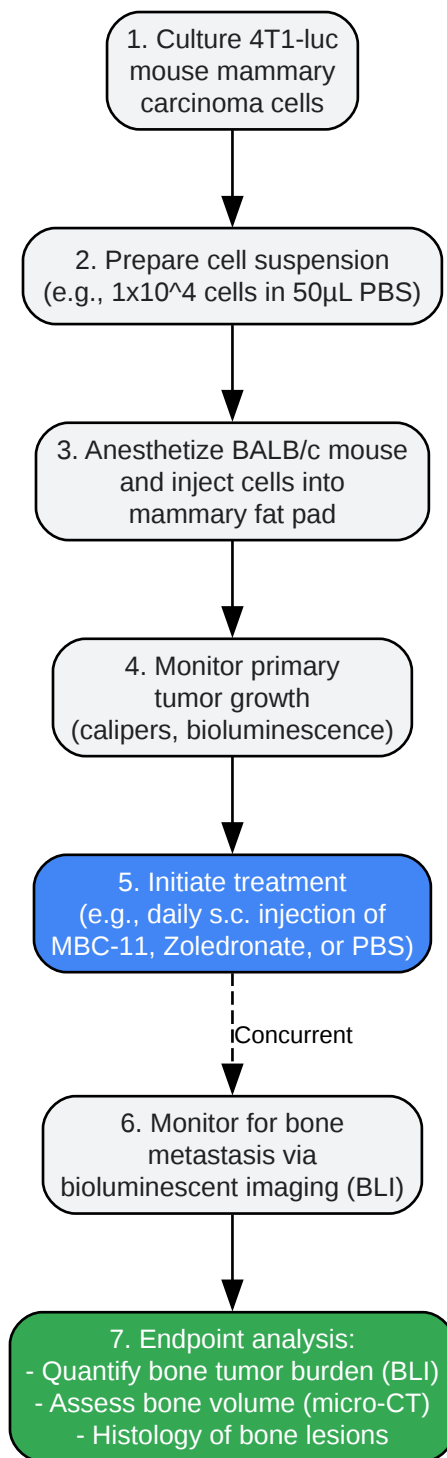 1. Culture 4T1-luc
mouse mammary
carcinoma cells
2. Prepare cell suspension
(e.g., 1x10^4 cells in 50µL PBS)
3. Anesthetize BALB/c mouse
and inject cells into
mammary fat pad
4. Monitor primary
tumor growth
(calipers, bioluminescence)
5. Initiate treatment
(e.g., daily s.c. injection of
MBC-11, Zoledronate, or PBS)
Concurrent
6. Monitor for bone
metastasis via
bioluminescent imaging (BLI)
7. Endpoint analysis:
- Quantify bone tumor burden (BLI)
- Assess bone volume (micro-CT)
- Histology of bone lesions